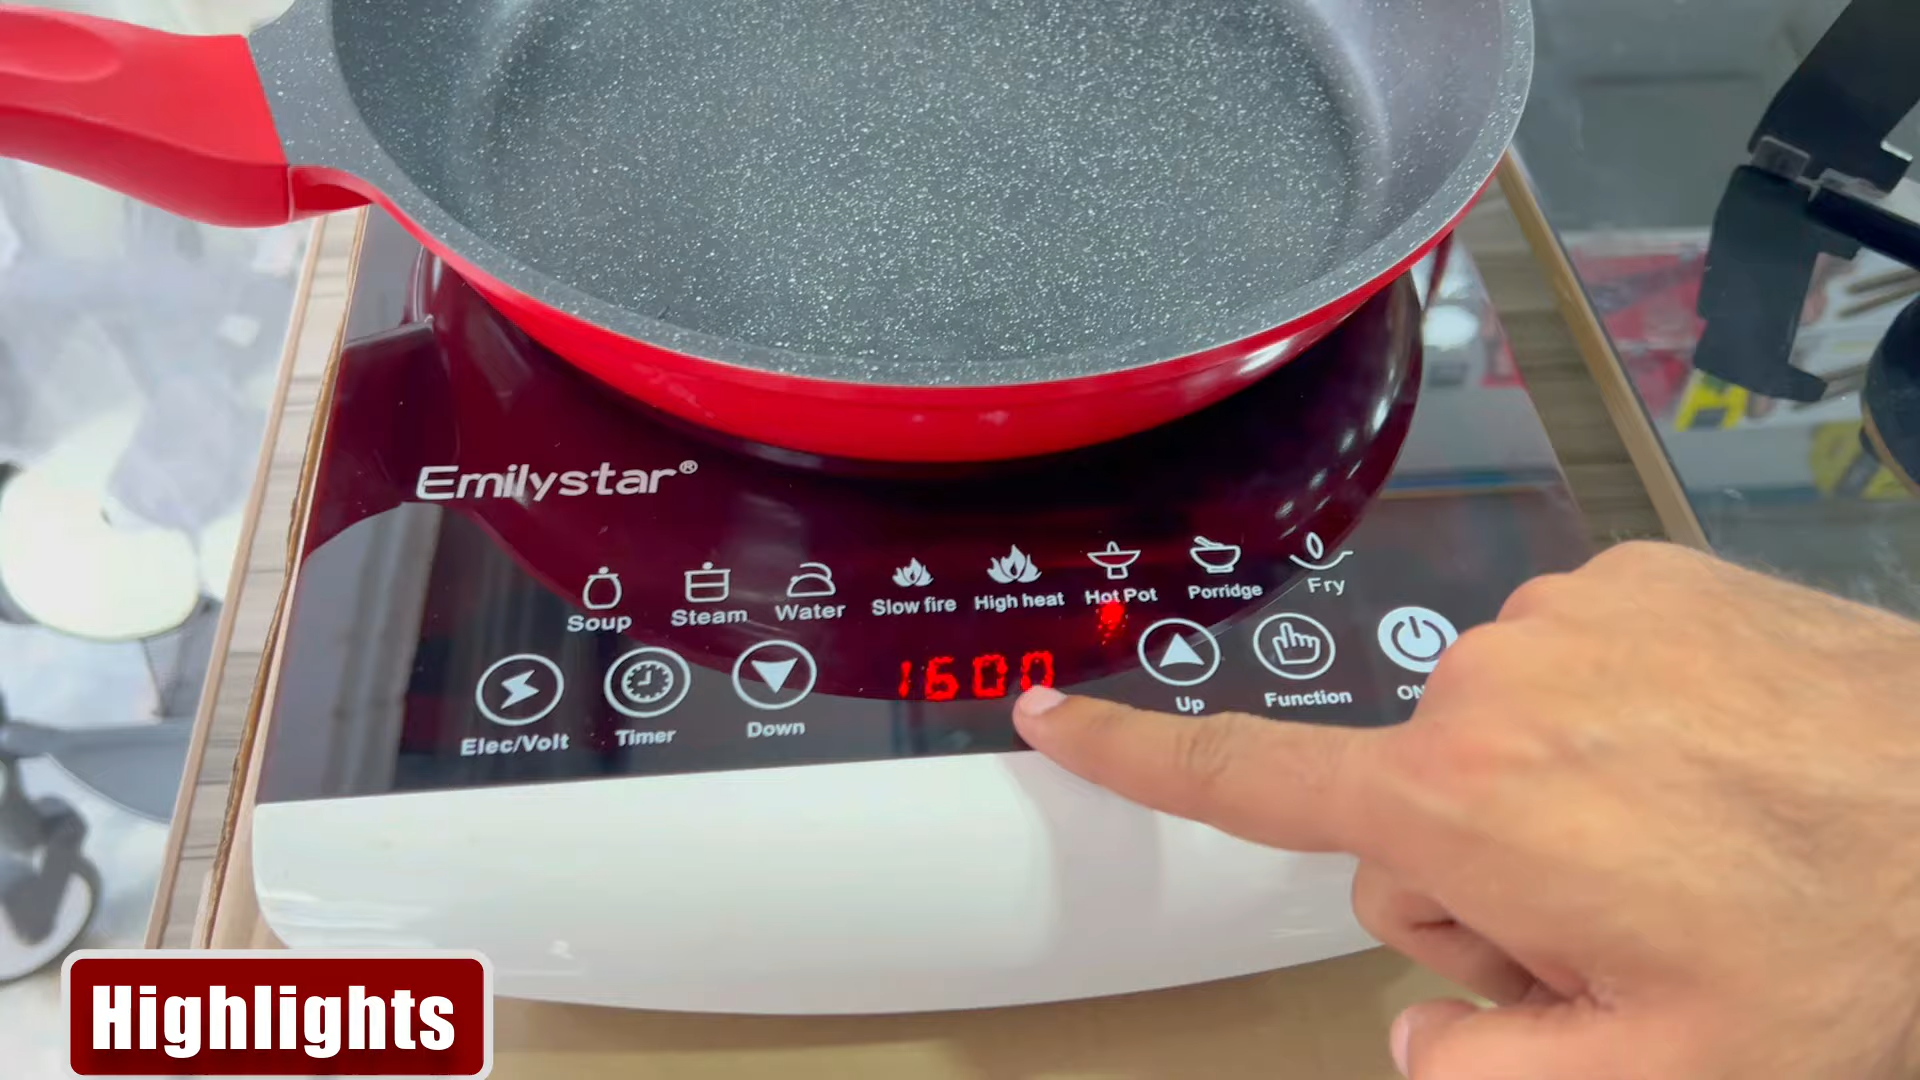 Emilystar®
Soup Steam Water Slow fire High heat Hot Pot Porridge Fry
1600
Elec/Volt Timer Down Up Function
Highlights